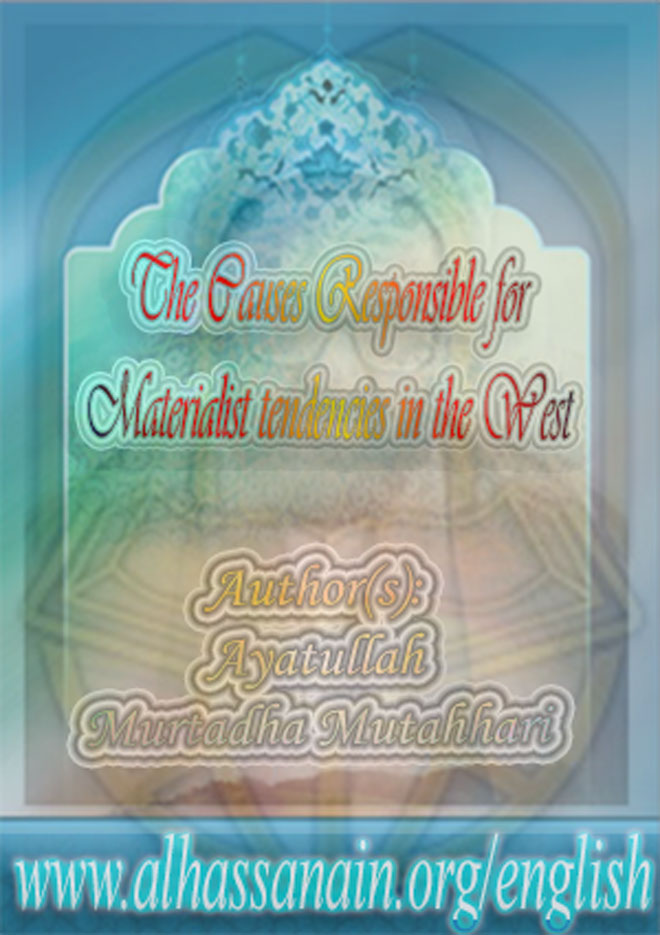 The Causes Responsible for
Materialist tendencies in the West
Author(s):
Ayatullah
Murtadha Mutahhari
www.alhassanain.org/english